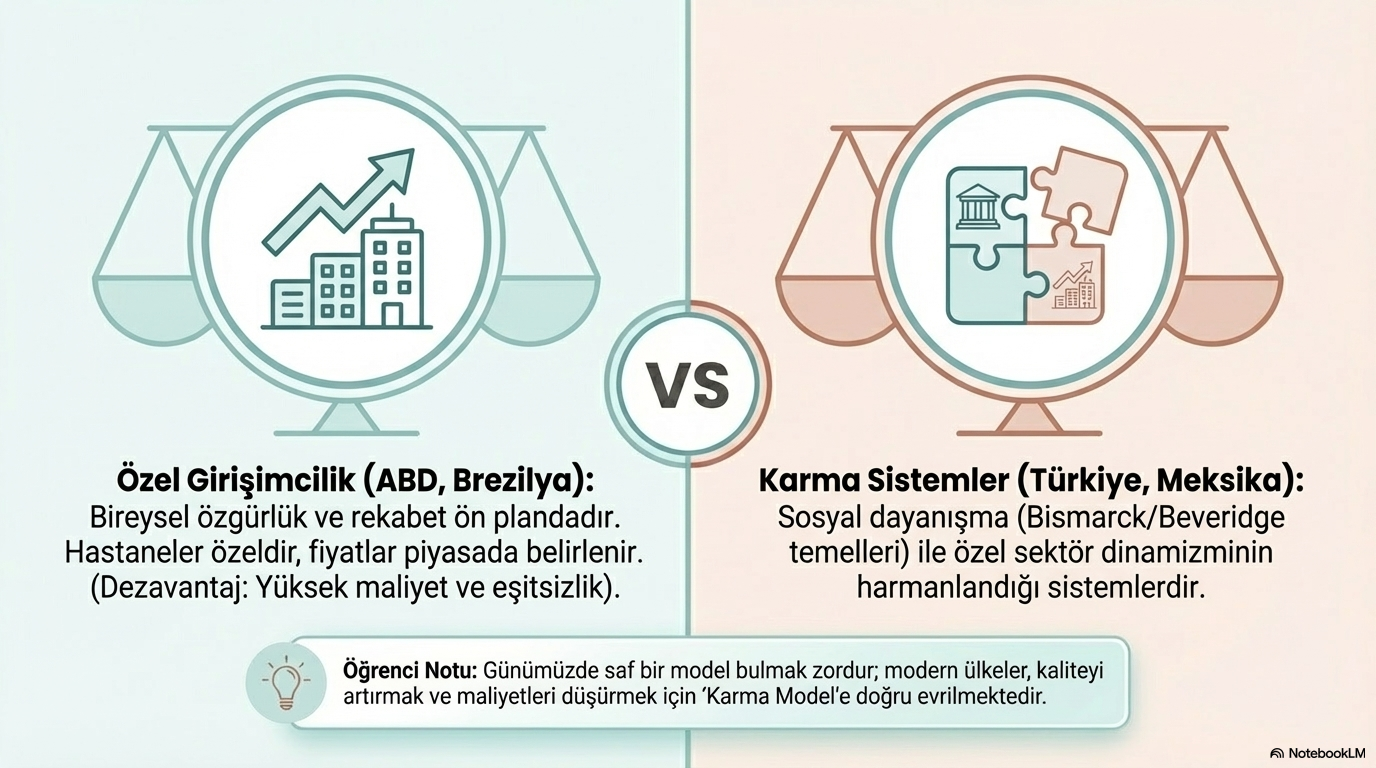 VS
Özel Girişimcilik (ABD, Brezilya):
Bireysel özgürlük ve rekabet ön plandadır.
Hastaneler özeldir, fiyatlar piyasada belirlenir.
(Dezavantaj: Yüksek maliyet ve eşitsizlik).
Karma Sistemler (Türkiye, Meksika):
Sosyal dayanışma (Bismarck/Beveridge
temelleri) ile özel sektör dinamizminin
harmanlandığı sistemlerdir.
Öğrenci Notu: Günümüzde saf bir model bulmak zordur; modern ülkeler, kaliteyi
artırmak ve maliyetleri düşürmek için ‘Karma Model’e doğru evrilmektedir.
NotebookLM